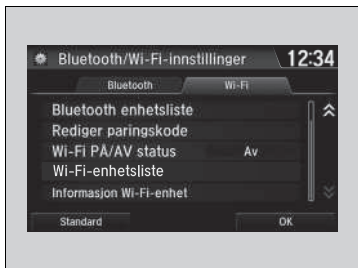 Bluetooth/Wi-Fi-innstillinger
12:34
Bluetooth
Wi-Fi
Bluetooth enhetsliste
Rediger paringskode
Wi-Fi PÅ/AV status
Av
Wi-Fi-enhetsliste
Informasjon Wi-Fi-enhet
Standard
OK